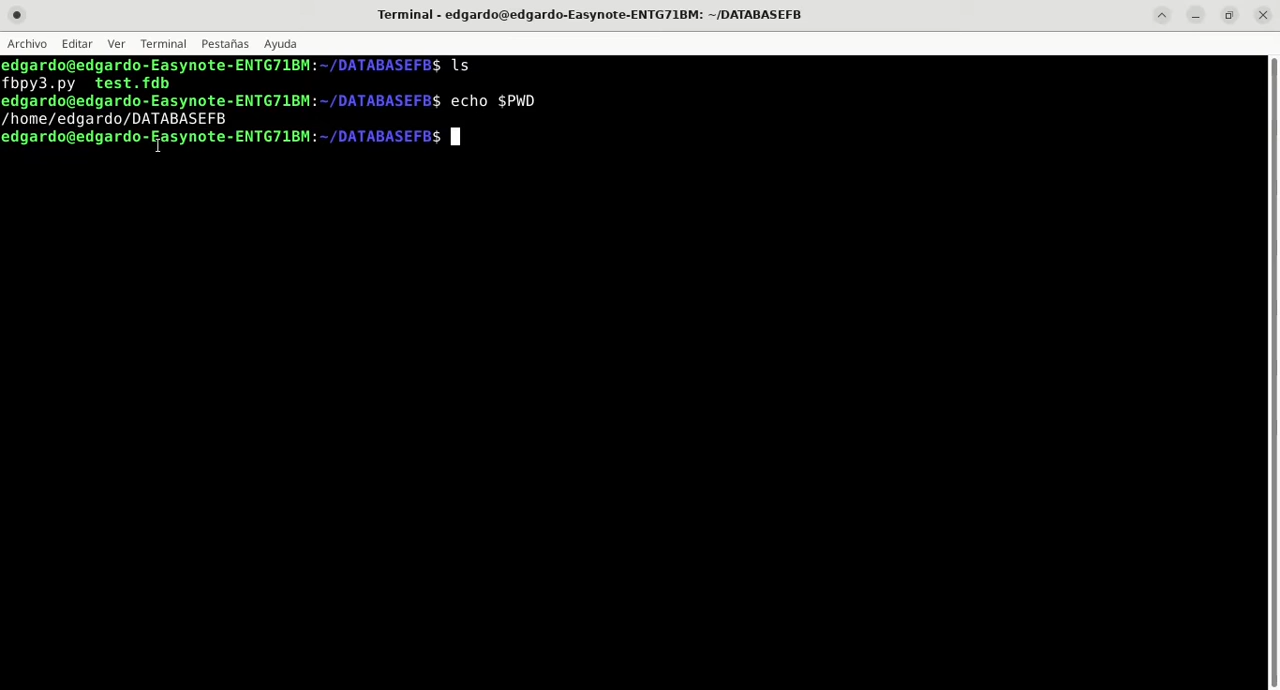 Terminal - edgardo@edgardo-Easynote-ENTG71BM: ~/DATABASEFB
Archivo Editar Ver Terminal Pestañas Ayuda
edgardo@edgardo-Easynote-ENTG71BM:~/DATABASEFB$ ls
fbpy3.py  test.fdb
edgardo@edgardo-Easynote-ENTG71BM:~/DATABASEFB$ echo $PWD
/home/edgardo/DATABASEFB
edgardo@edgardo-Easynote-ENTG71BM:~/DATABASEFB$